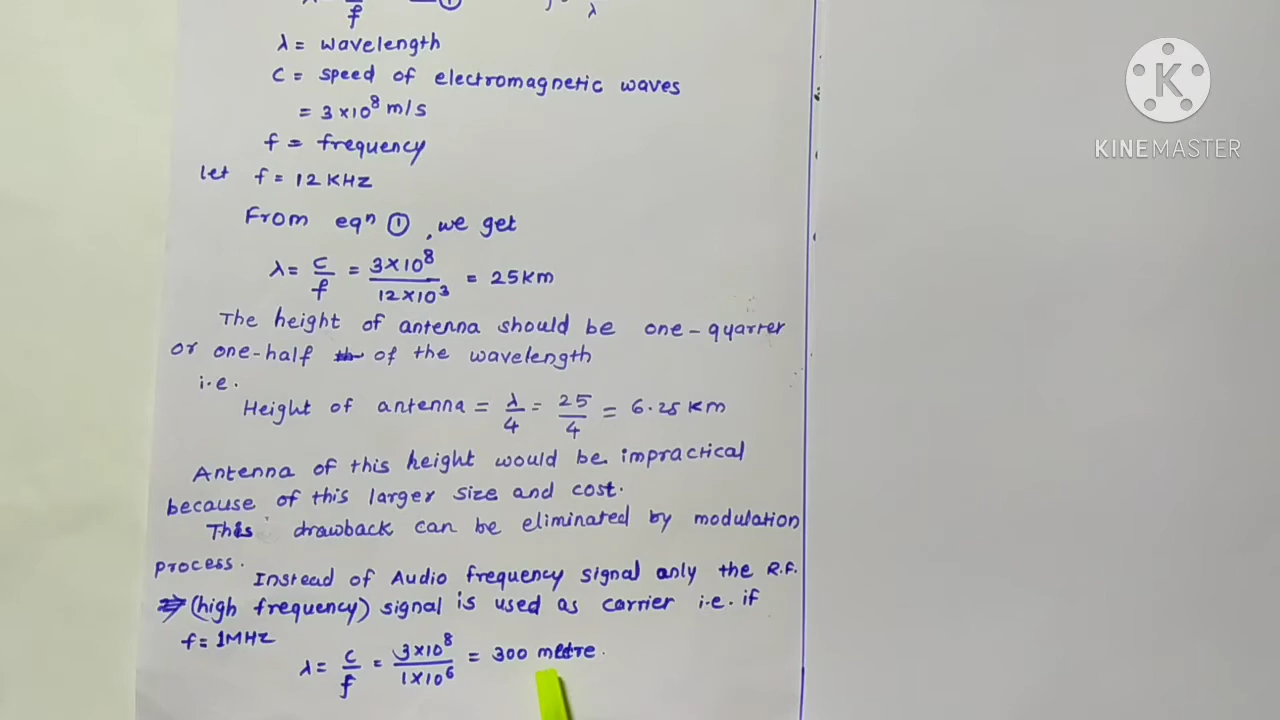 λ = c/f ①
λ
λ = wavelength
C = speed of electromagnetic waves
= 3×10⁸ m/s
f = frequency
let f = 12 KHZ
From eqⁿ ①, we get
λ = c/f = 3×10⁸/12×10³ = 25 Km
The height of antenna should be one-quarter
or one-half of the wavelength
i.e.
Height of antenna = λ/4 = 25/4 = 6.25 Km
Antenna of this height would be impractical
because of this larger size and cost.
This drawback can be eliminated by modulation
process.
Instead of Audio frequency signal only the R.F.
(high frequency) signal is used as carrier i.e. if
f = 1MHZ
λ = c/f = 3×10⁸/1×10⁶ = 300 metre.
K
KINEMASTER